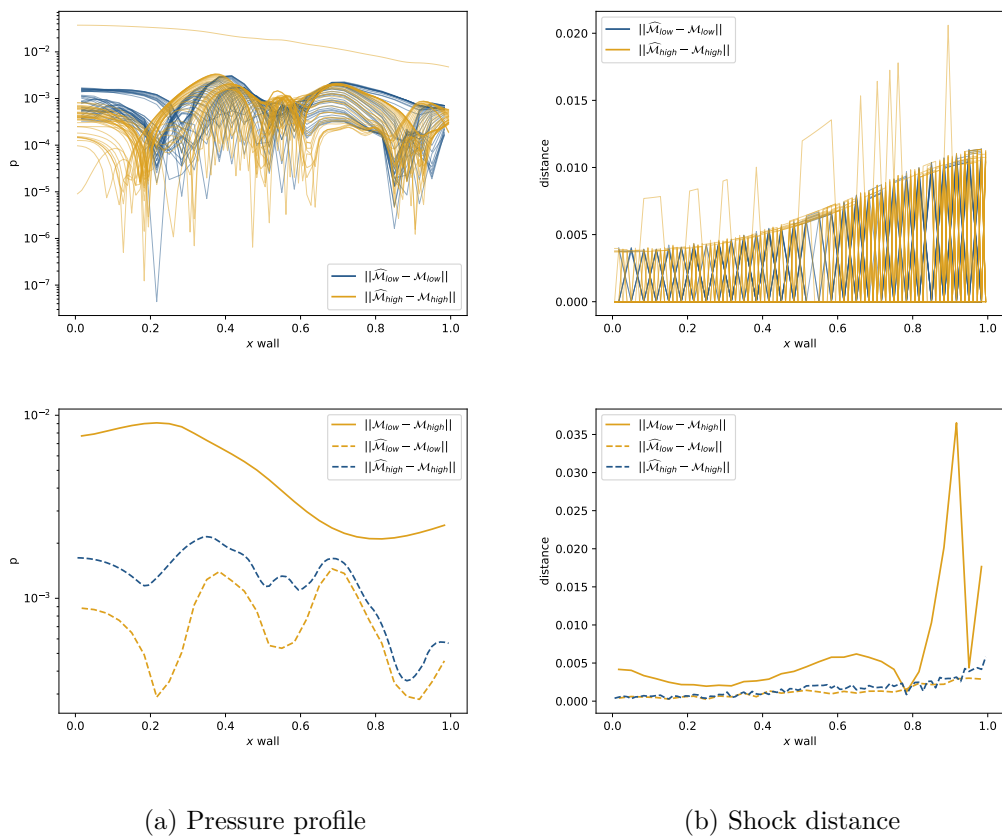 10⁻²
10⁻³
10⁻⁴
10⁻⁵
10⁻⁶
10⁻⁷
p
0.0 0.2 0.4 0.6 0.8 1.0
x wall
||M̂low − Mlow||
||M̂high − Mhigh||
0.020
0.015
0.010
0.005
0.000
distance
0.0 0.2 0.4 0.6 0.8 1.0
x wall
||M̂low − Mlow||
||M̂high − Mhigh||
10⁻²
10⁻³
p
0.0 0.2 0.4 0.6 0.8 1.0
x wall
||Mlow − Mhigh||
||M̂low − Mlow||
||M̂high − Mhigh||
0.035
0.030
0.025
0.020
0.015
0.010
0.005
0.000
distance
0.0 0.2 0.4 0.6 0.8 1.0
x wall
||Mlow − Mhigh||
||M̂low − Mlow||
||M̂high − Mhigh||
(a) Pressure profile
(b) Shock distance